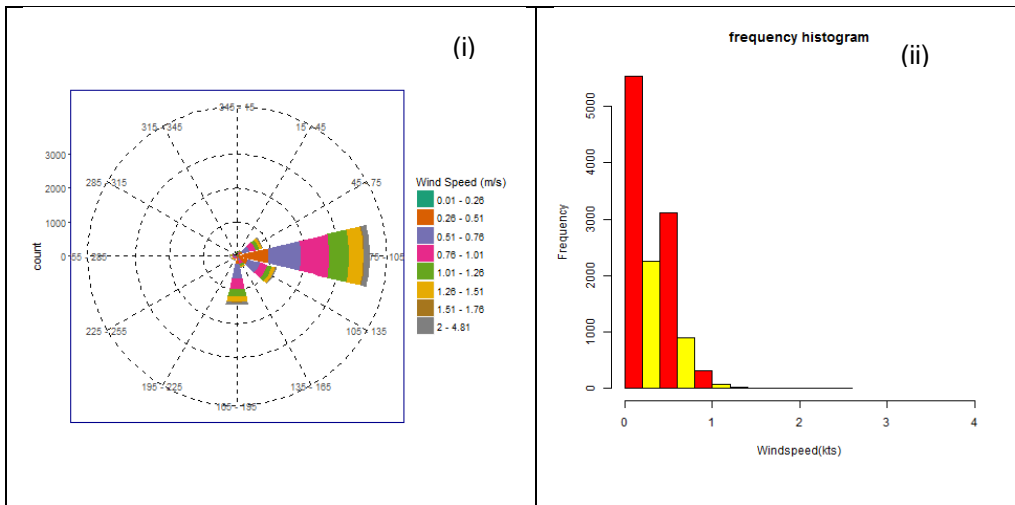 (i)
345 - 15
15 - 45
45 - 75
75 - 105
105 - 135
135 - 165
165 - 195
195 - 225
225 - 255
255 - 285
285 - 315
315 - 345
3000
2000
1000
0
count
Wind Speed (m/s)
0.01 - 0.26
0.26 - 0.51
0.51 - 0.76
0.76 - 1.01
1.01 - 1.26
1.26 - 1.51
1.51 - 1.76
2 - 4.81
frequency histogram
(ii)
5000
4000
3000
2000
1000
0
Frequency
0 1 2 3 4
Windspeed(kts)